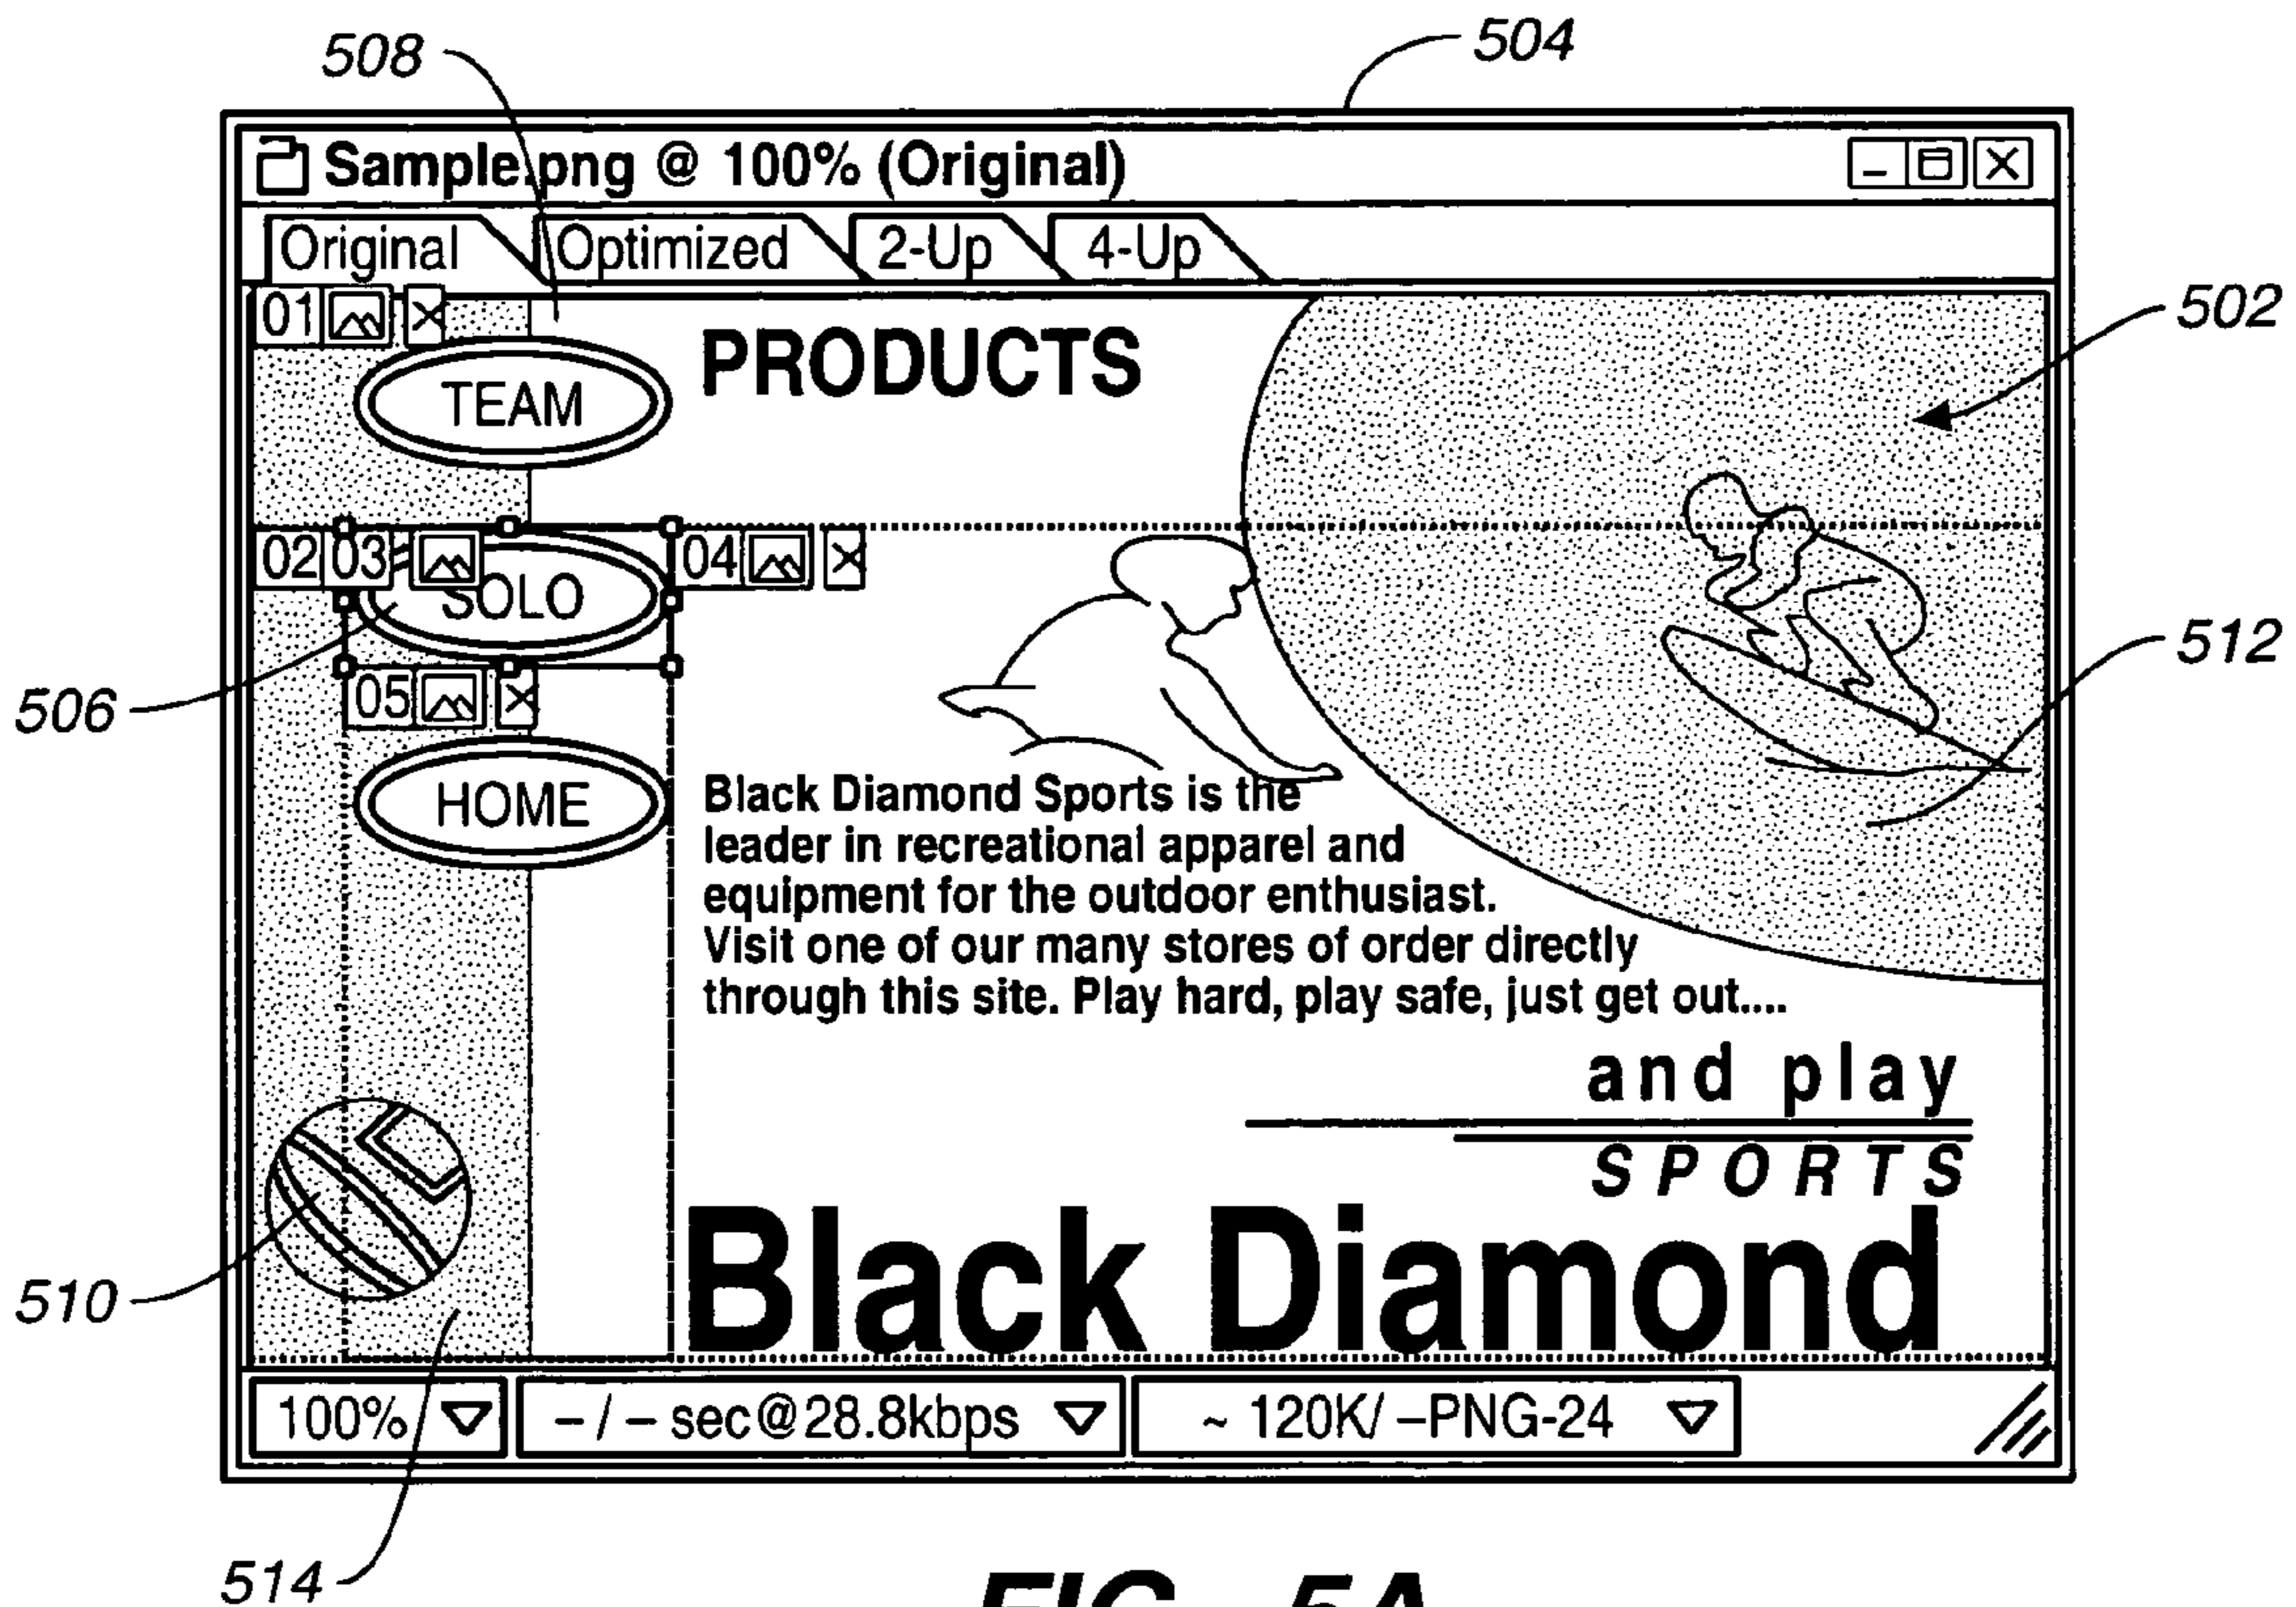 508
504
Sample.png @ 100% (Original)
Original Optimized 2-Up 4-Up
01
502
PRODUCTS
TEAM
02 03 04
SOLO
512
506
05
HOME
Black Diamond Sports is the
leader in recreational apparel and
equipment for the outdoor enthusiast.
Visit one of our many stores of order directly
through this site. Play hard, play safe, just get out....
and play
SPORTS
Black Diamond
510
100% – / – sec@28.8kbps ~ 120K/ –PNG-24
514
FIG. 5A